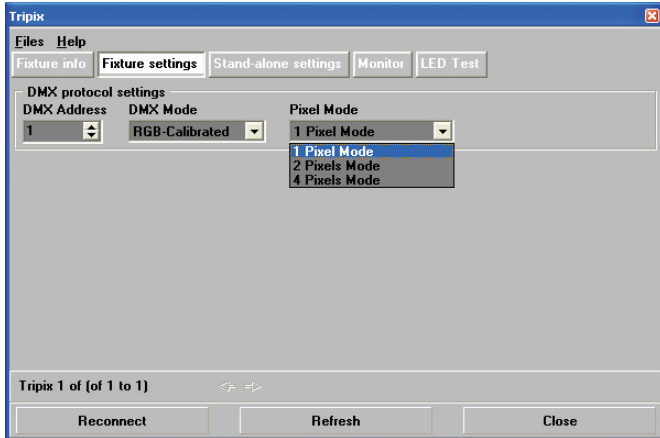 Tripix
Files Help
Fixture info Fixture settings Stand-alone settings Monitor LED Test
DMX protocol settings
DMX Address DMX Mode Pixel Mode
1 RGB-Calibrated 1 Pixel Mode
1 Pixel Mode
2 Pixels Mode
4 Pixels Mode
Tripix 1 of (of 1 to 1) <= =>
Reconnect Refresh Close